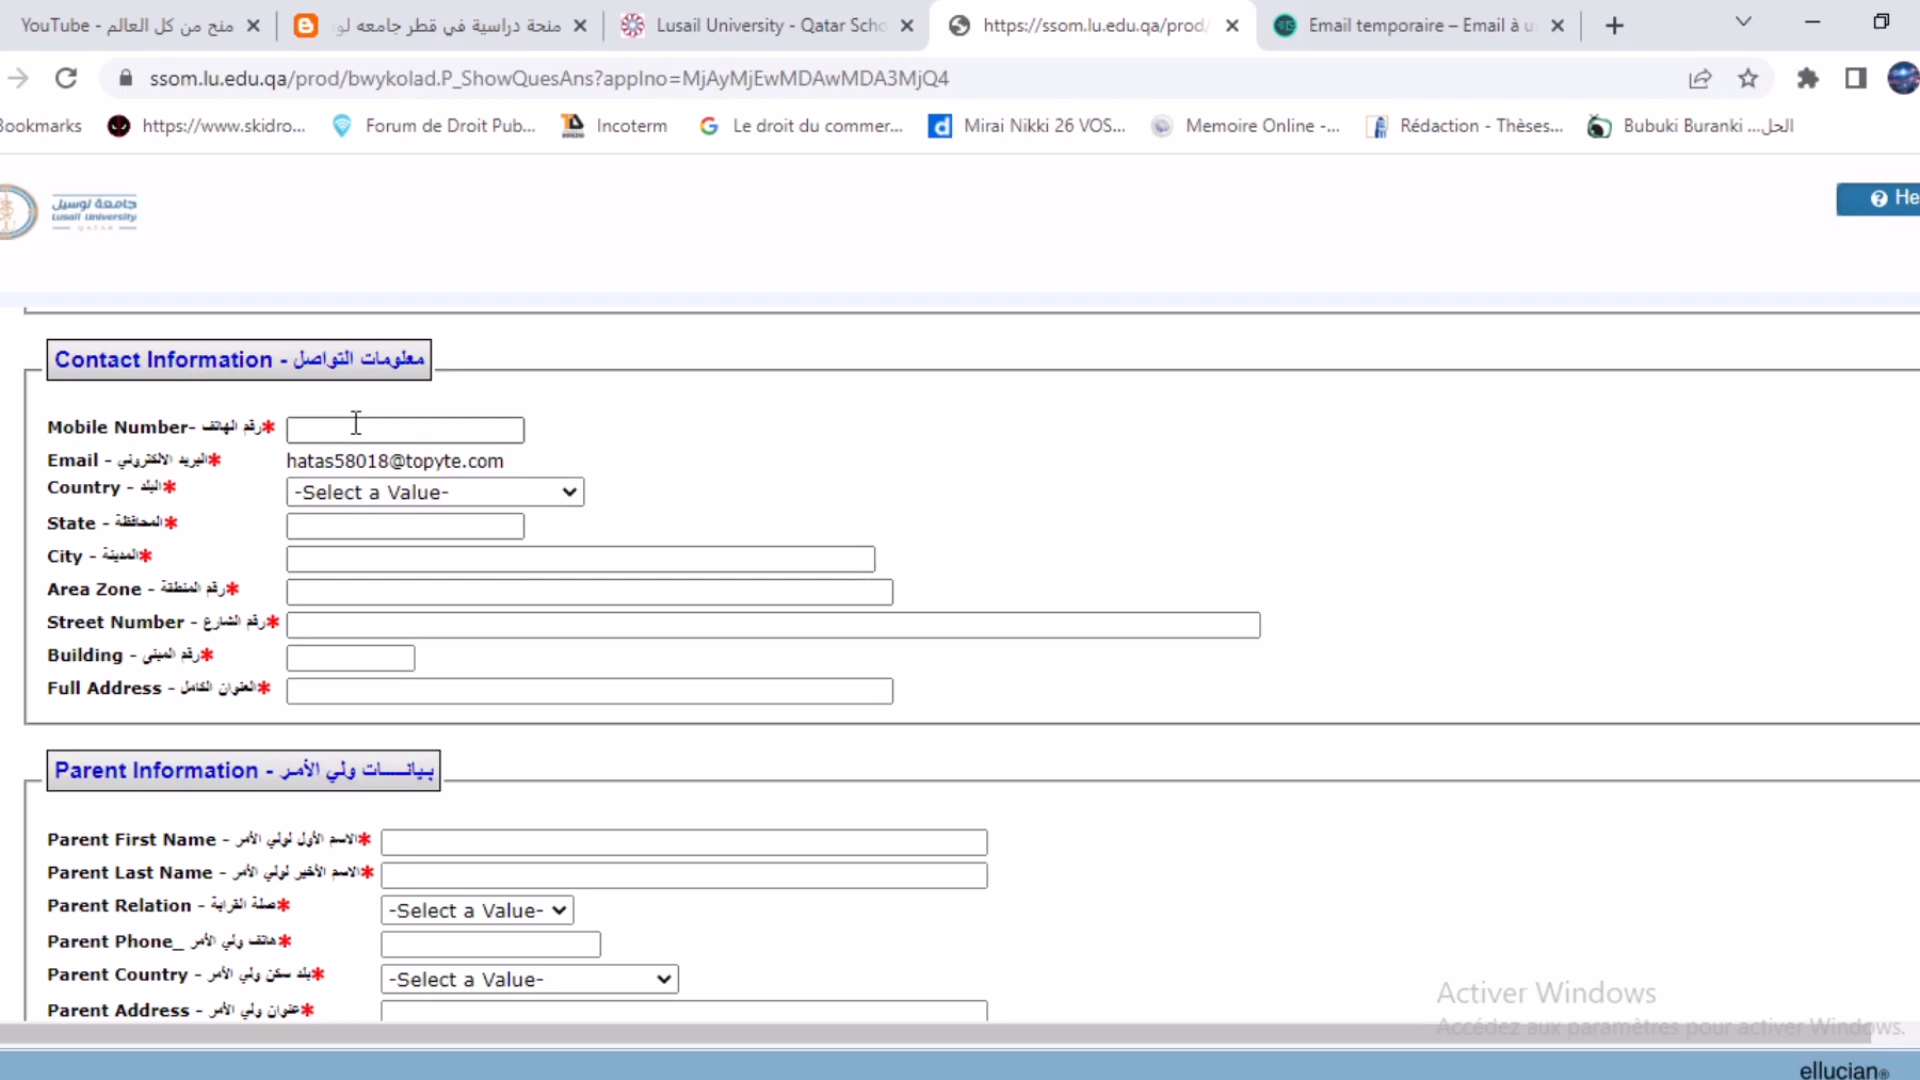 YouTube - منح من كل العالم
منحة دراسية في قطر جامعه لور
Lusail University - Qatar Scho
https://ssom.lu.edu.qa/prod/
Email temporaire – Email à u
ssom.lu.edu.qa/prod/bwykolad.P_ShowQuesAns?applno=MjAyMjEwMDAwMDA3MjQ4
Bookmarks
https://www.skidro...
Forum de Droit Pub...
Incoterm
Le droit du commer...
Mirai Nikki 26 VOS...
Memoire Online -...
Rédaction - Thèses...
Bubuki Buranki ...الحل
جامعة لوسيل
Lusail University
QATAR
He
Contact Information - معلومات التواصل
Mobile Number- رقم الهاتف*
Email - البريد الالكتروني* hatas58018@topyte.com
Country - البلد* -Select a Value-
State - المحافظة*
City - المدينة*
Area Zone - رقم المنطقة*
Street Number - رقم الشارع*
Building - رقم المبنى*
Full Address - العنوان الكامل*
Parent Information - بيانـــات ولي الأمـر
Parent First Name - الاسم الأول لولي الأمر*
Parent Last Name - الاسم الأخير لولي الأمر*
Parent Relation - صلة القرابة* -Select a Value-
Parent Phone_ هاتف ولي الأمر*
Parent Country - بلد سكن ولي الأمر* -Select a Value-
Parent Address - عنوان ولي الأمر*
Activer Windows
Accédez aux paramètres pour activer Windows.
ellucian®